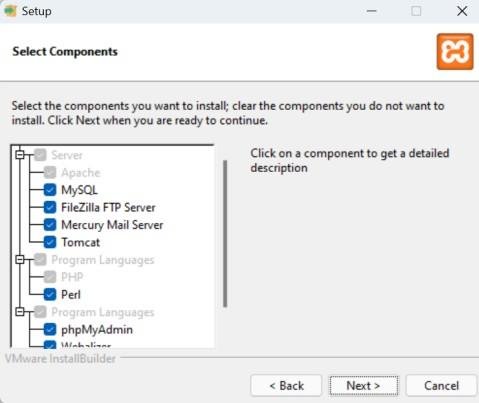 Setup
Select Components
Select the components you want to install; clear the components you do not want to
install. Click Next when you are ready to continue.
Server
Apache
MySQL
FileZilla FTP Server
Mercury Mail Server
Tomcat
Program Languages
PHP
Perl
Program Languages
phpMyAdmin
Webalizer
Click on a component to get a detailed
description
VMware InstallBuilder
< Back
Next >
Cancel